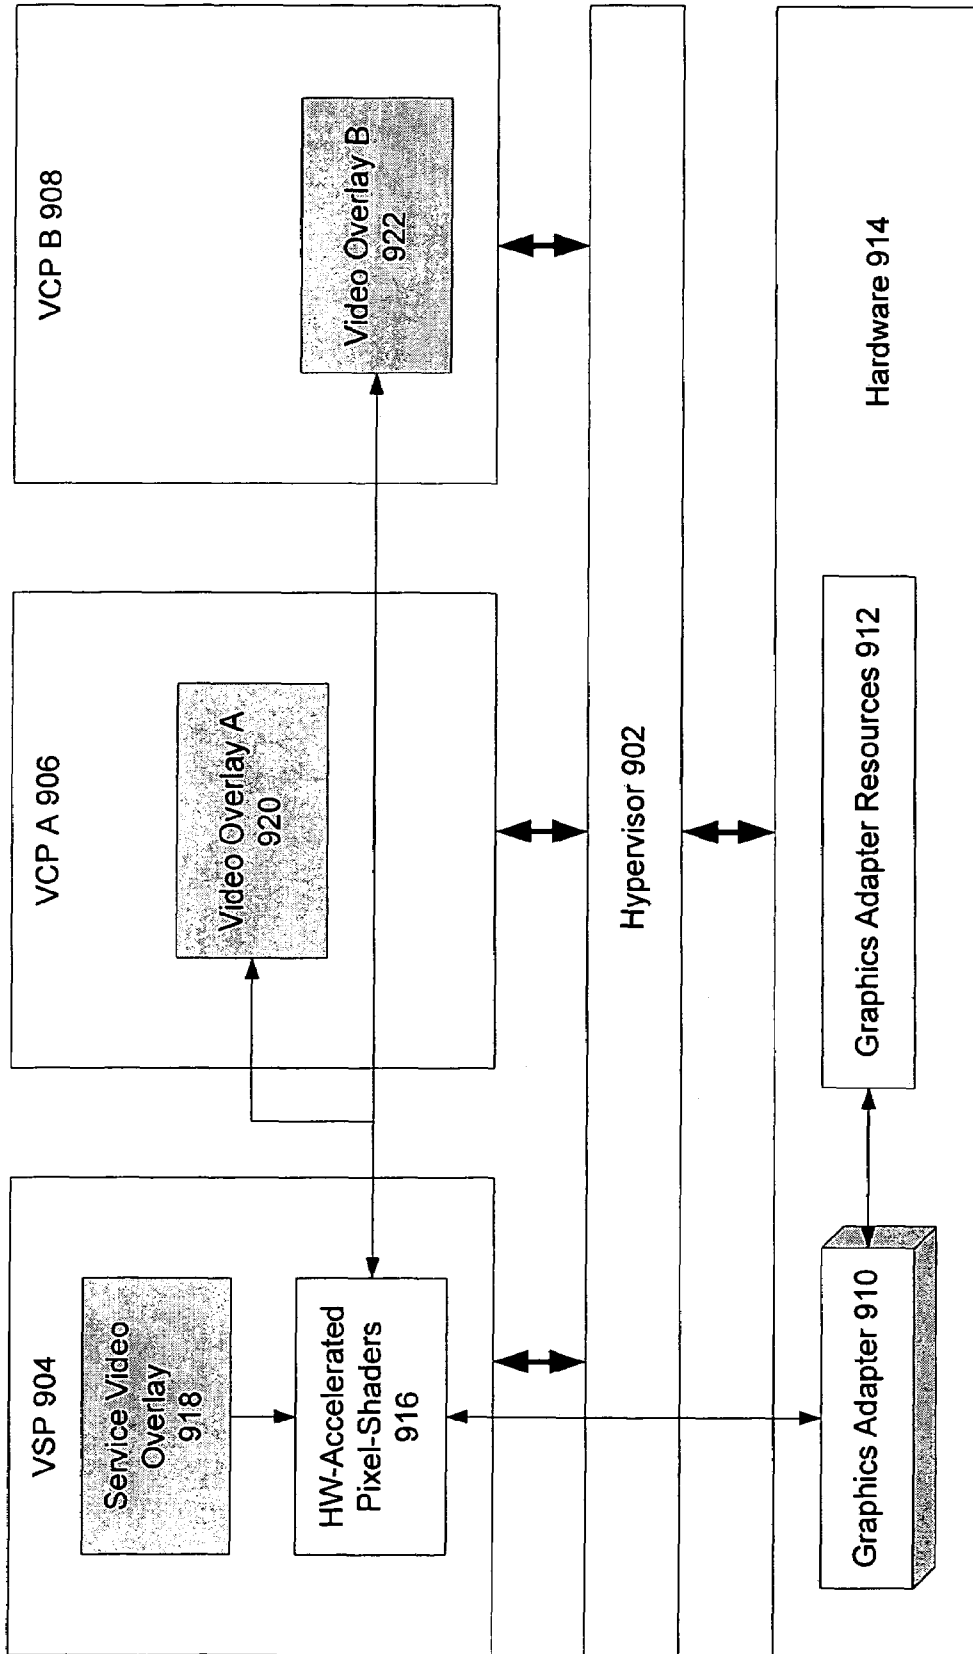 VSP 904
Service Video
Overlay
918
HW-Accelerated
Pixel-Shaders
916
VCP A 906
Video Overlay A
920
VCP B 908
Video Overlay B
922
Hypervisor 902
Graphics Adapter 910
Graphics Adapter Resources 912
Hardware 914